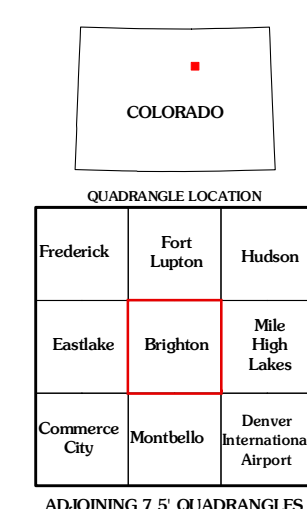 COLORADO
QUADRANGLE LOCATION
Frederick
Fort
Lupton
Hudson
Eastlake
Brighton
Mile
High
Lakes
Commerce
City
Montbello
Denver
International
Airport
ADJOINING 7.5' QUADRANGLES